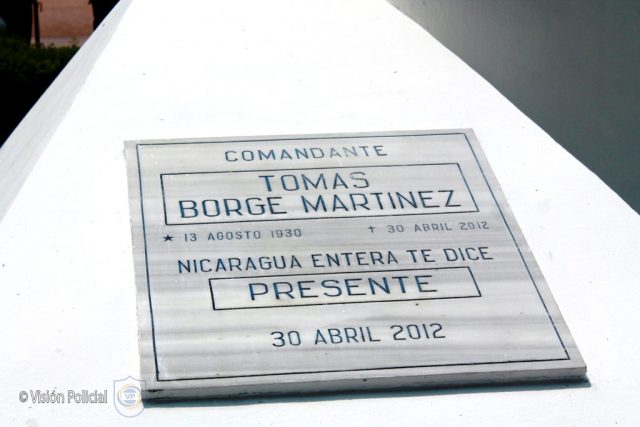 COMANDANTE
TOMAS
BORGE MARTINEZ
★ 13 AGOSTO 1930 † 30 ABRIL 2012
NICARAGUA ENTERA TE DICE
PRESENTE
30 ABRIL 2012
© Visión Policial VP